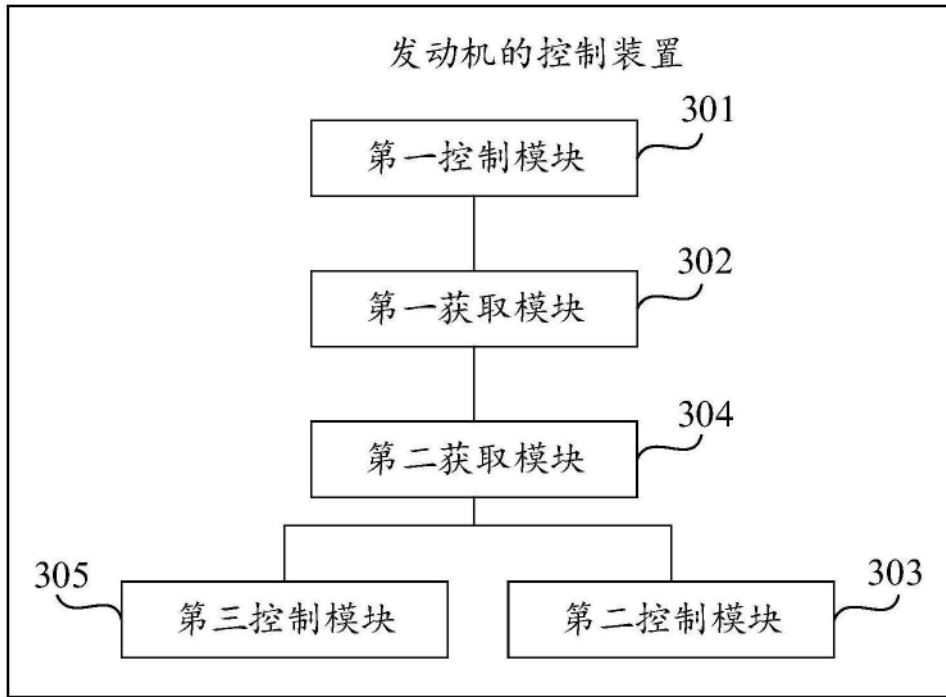 发动机的控制装置
301
第一控制模块
302
第一获取模块
304
第二获取模块
305
第三控制模块
303
第二控制模块